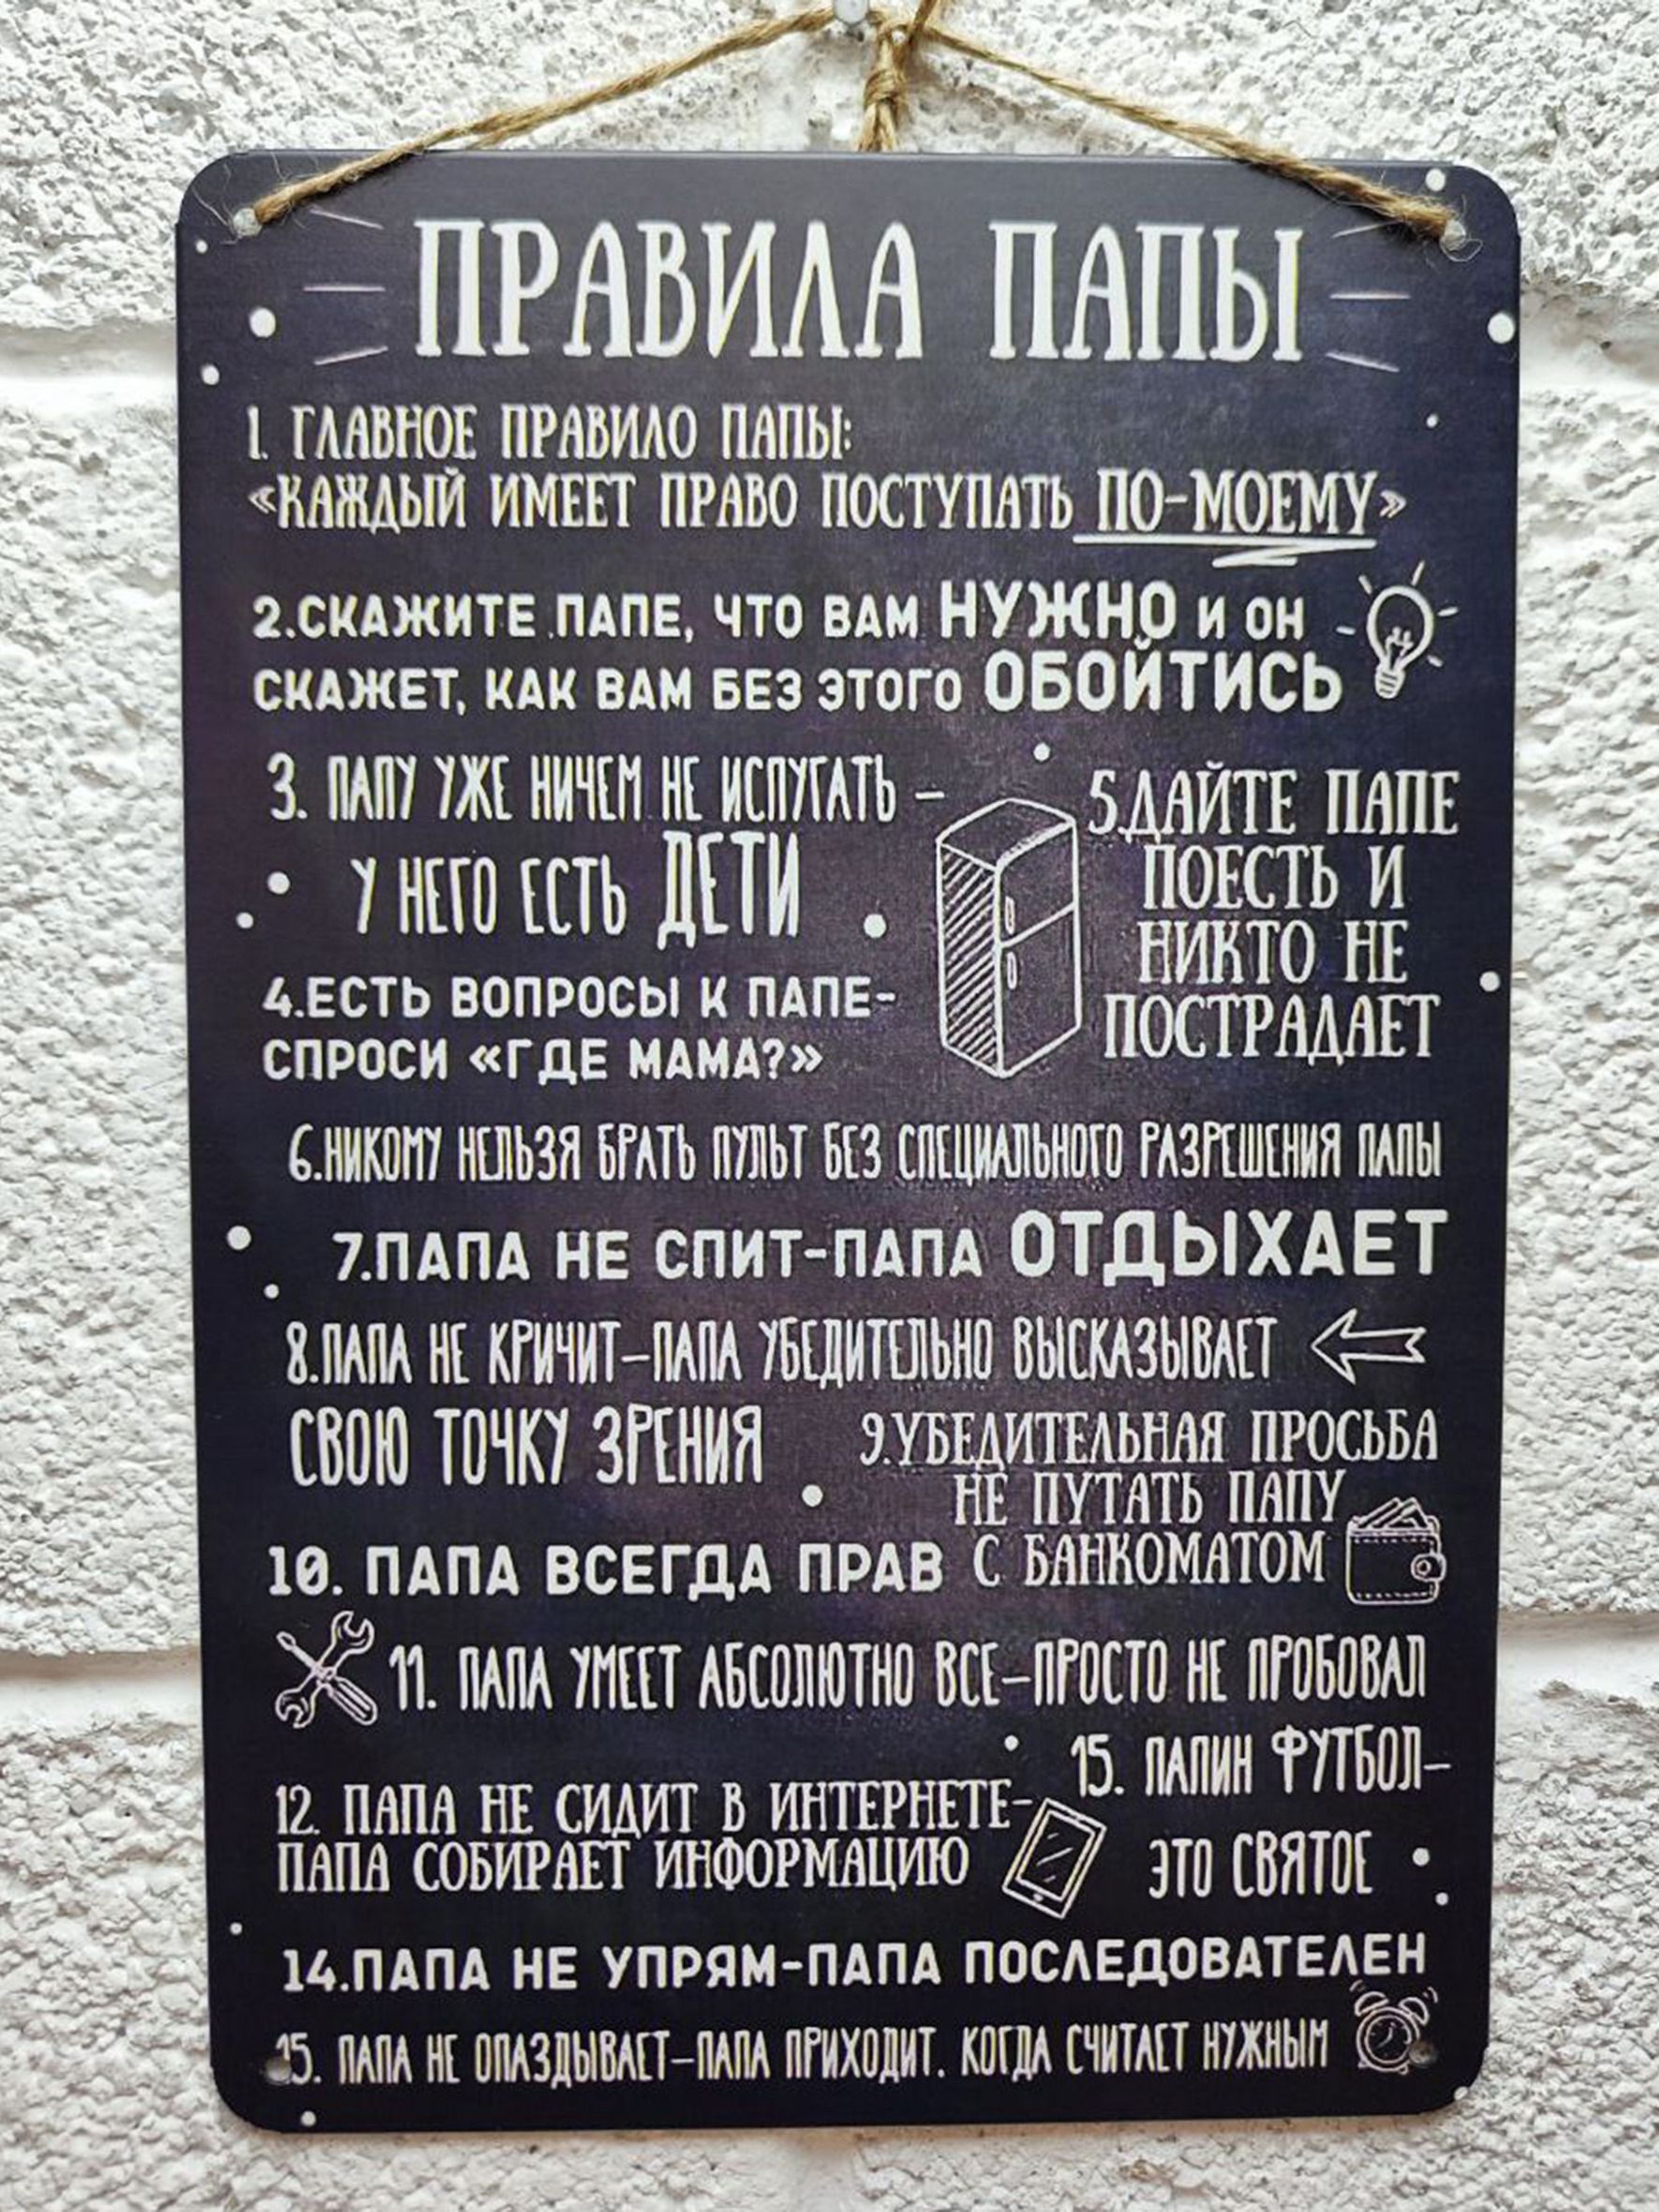 ПРАВИЛА ПАПЫ
1. ГЛАВНОЕ ПРАВИЛО ПАПЫ:
«КАЖДЫЙ ИМЕЕТ ПРАВО ПОСТУПАТЬ ПО-МОЕМУ»
2.СКАЖИТЕ ПАПЕ, ЧТО ВАМ НУЖНО И ОН
СКАЖЕТ, КАК ВАМ БЕЗ ЭТОГО ОБОЙТИСЬ
3. ПАПУ УЖЕ НИЧЕМ НЕ ИСПУГАТЬ –
У НЕГО ЕСТЬ ДЕТИ
4.ЕСТЬ ВОПРОСЫ К ПАПЕ-
СПРОСИ «ГДЕ МАМА?»
5.ДАЙТЕ ПАПЕ
ПОЕСТЬ И
НИКТО НЕ
ПОСТРАДАЕТ
6.НИКОМУ НЕЛЬЗЯ БРАТЬ ПУЛЬТ БЕЗ СПЕЦИАЛЬНОГО РАЗРЕШЕНИЯ ПАПЫ
7.ПАПА НЕ СПИТ-ПАПА ОТДЫХАЕТ
8.ПАПА НЕ КРИЧИТ–ПАПА УБЕДИТЕЛЬНО ВЫСКАЗЫВАЕТ
СВОЮ ТОЧКУ ЗРЕНИЯ
9.УБЕДИТЕЛЬНАЯ ПРОСЬБА
НЕ ПУТАТЬ ПАПУ
С БАНКОМАТОМ
10. ПАПА ВСЕГДА ПРАВ
11. ПАПА УМЕЕТ АБСОЛЮТНО ВСЕ–ПРОСТО НЕ ПРОБОВАЛ
12. ПАПА НЕ СИДИТ В ИНТЕРНЕТЕ-
ПАПА СОБИРАЕТ ИНФОРМАЦИЮ
15. ПАПИН ФУТБОЛ–
ЭТО СВЯТОЕ
14.ПАПА НЕ УПРЯМ-ПАПА ПОСЛЕДОВАТЕЛЕН
15. ПАПА НЕ ОПАЗДЫВАЕТ–ПАПА ПРИХОДИТ. КОГДА СЧИТАЕТ НУЖНЫМ